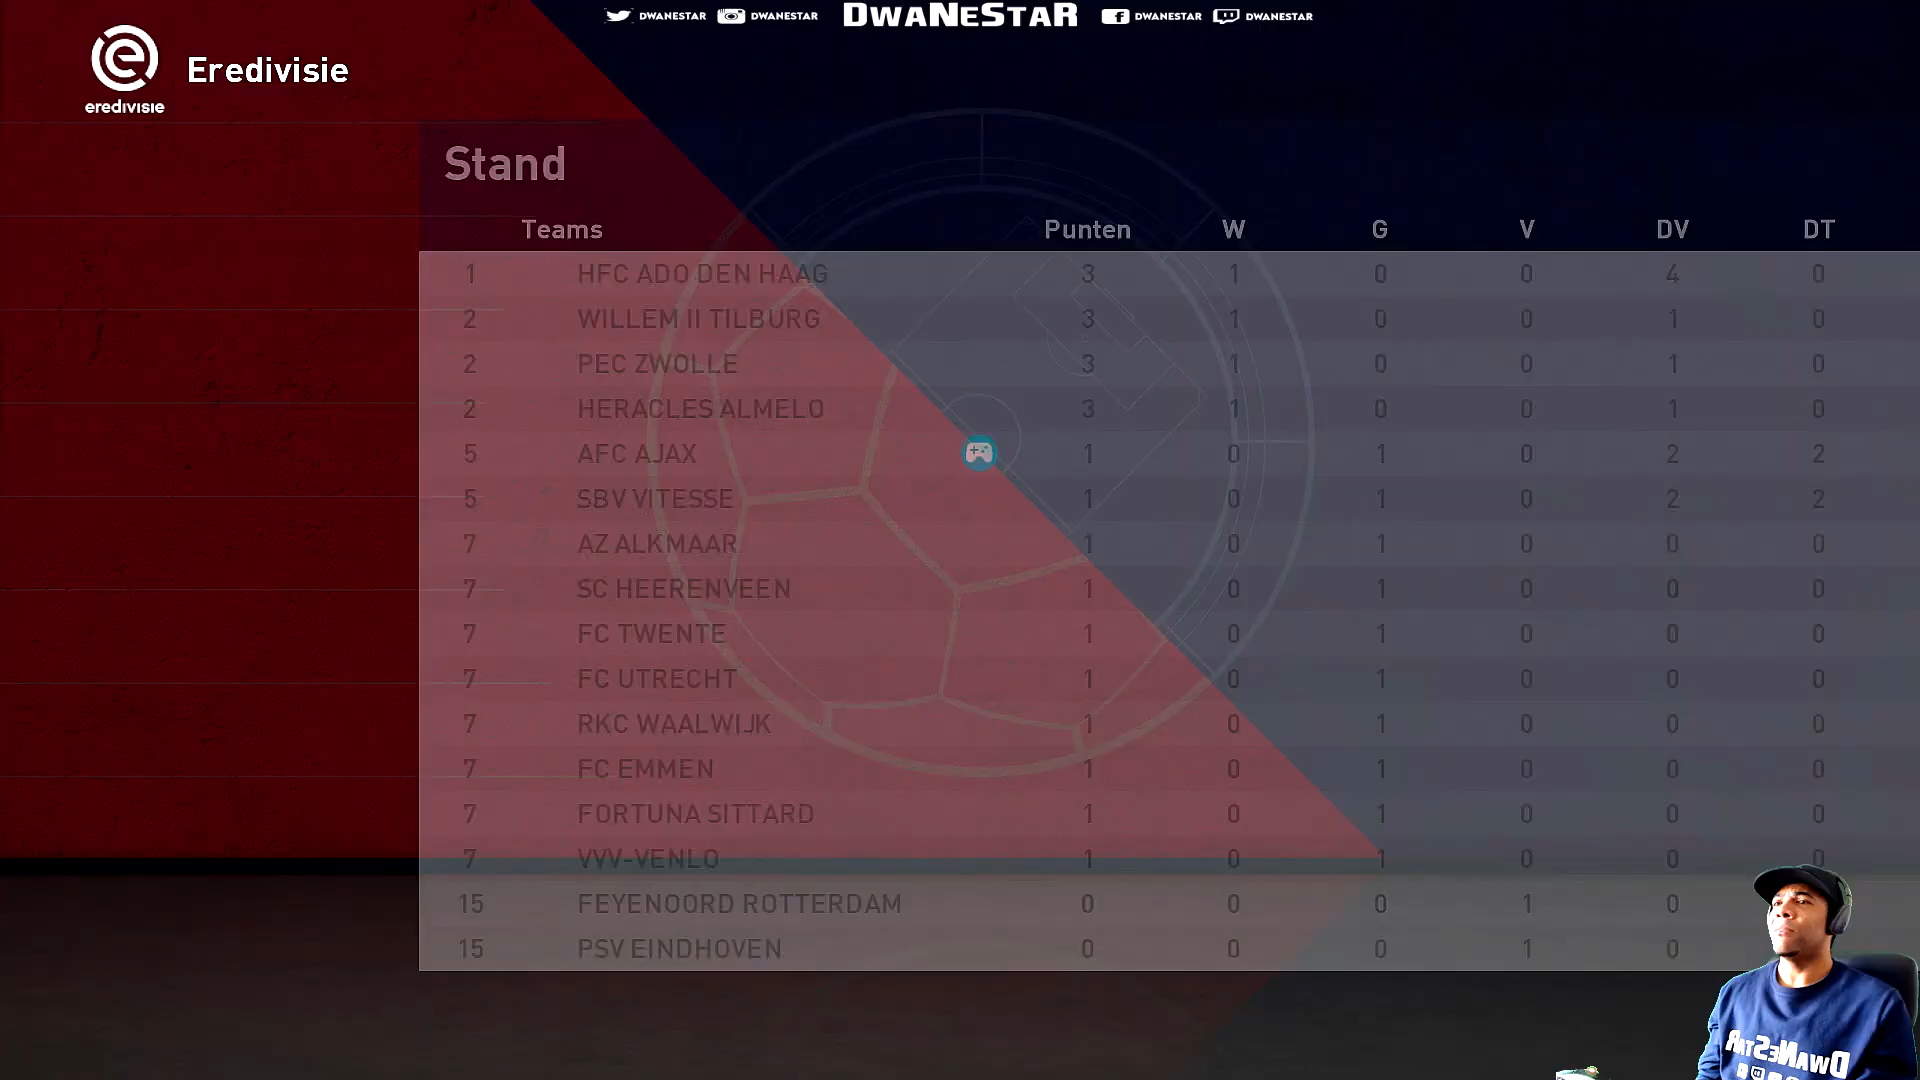 DWANESTAR DWANESTAR DWANESTAR DWANESTAR DWANESTAR
Eredivisie
eredivisie
Stand
Teams Punten W G V DV DT
1 HFC ADO DEN HAAG 3 1 0 0 4 0
2 WILLEM II TILBURG 3 1 0 0 1 0
2 PEC ZWOLLE 3 1 0 0 1 0
2 HERACLES ALMELO 3 1 0 0 1 0
5 AFC AJAX 1 0 1 0 2 2
5 SBV VITESSE 1 0 1 0 2 2
7 AZ ALKMAAR 1 0 1 0 0 0
7 SC HEERENVEEN 1 0 1 0 0 0
7 FC TWENTE 1 0 1 0 0 0
7 FC UTRECHT 1 0 1 0 0 0
7 RKC WAALWIJK 1 0 1 0 0 0
7 FC EMMEN 1 0 1 0 0 0
7 FORTUNA SITTARD 1 0 1 0 0 0
7 VVV-VENLO 1 0 1 0 0 0
15 FEYENOORD ROTTERDAM 0 0 0 1 0
15 PSV EINDHOVEN 0 0 0 1 0
DWANESTAR